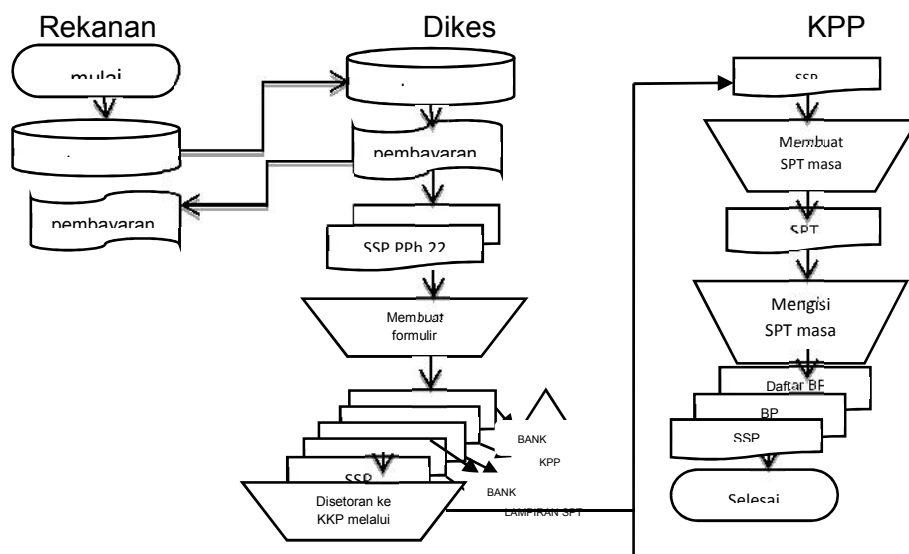 Rekanan
Dikes
KPP
mulai
pembayaran
pembayaran
SSP PPh 22
Membuat
formulir
SSP
Disetoran ke
KKP melalui
BANK
KPP
BANK
LAMPIRAN SPT
SSP
Membuat
SPT masa
SPT
Mengisi
SPT masa
Daftar BP
BP
SSP
Selesai